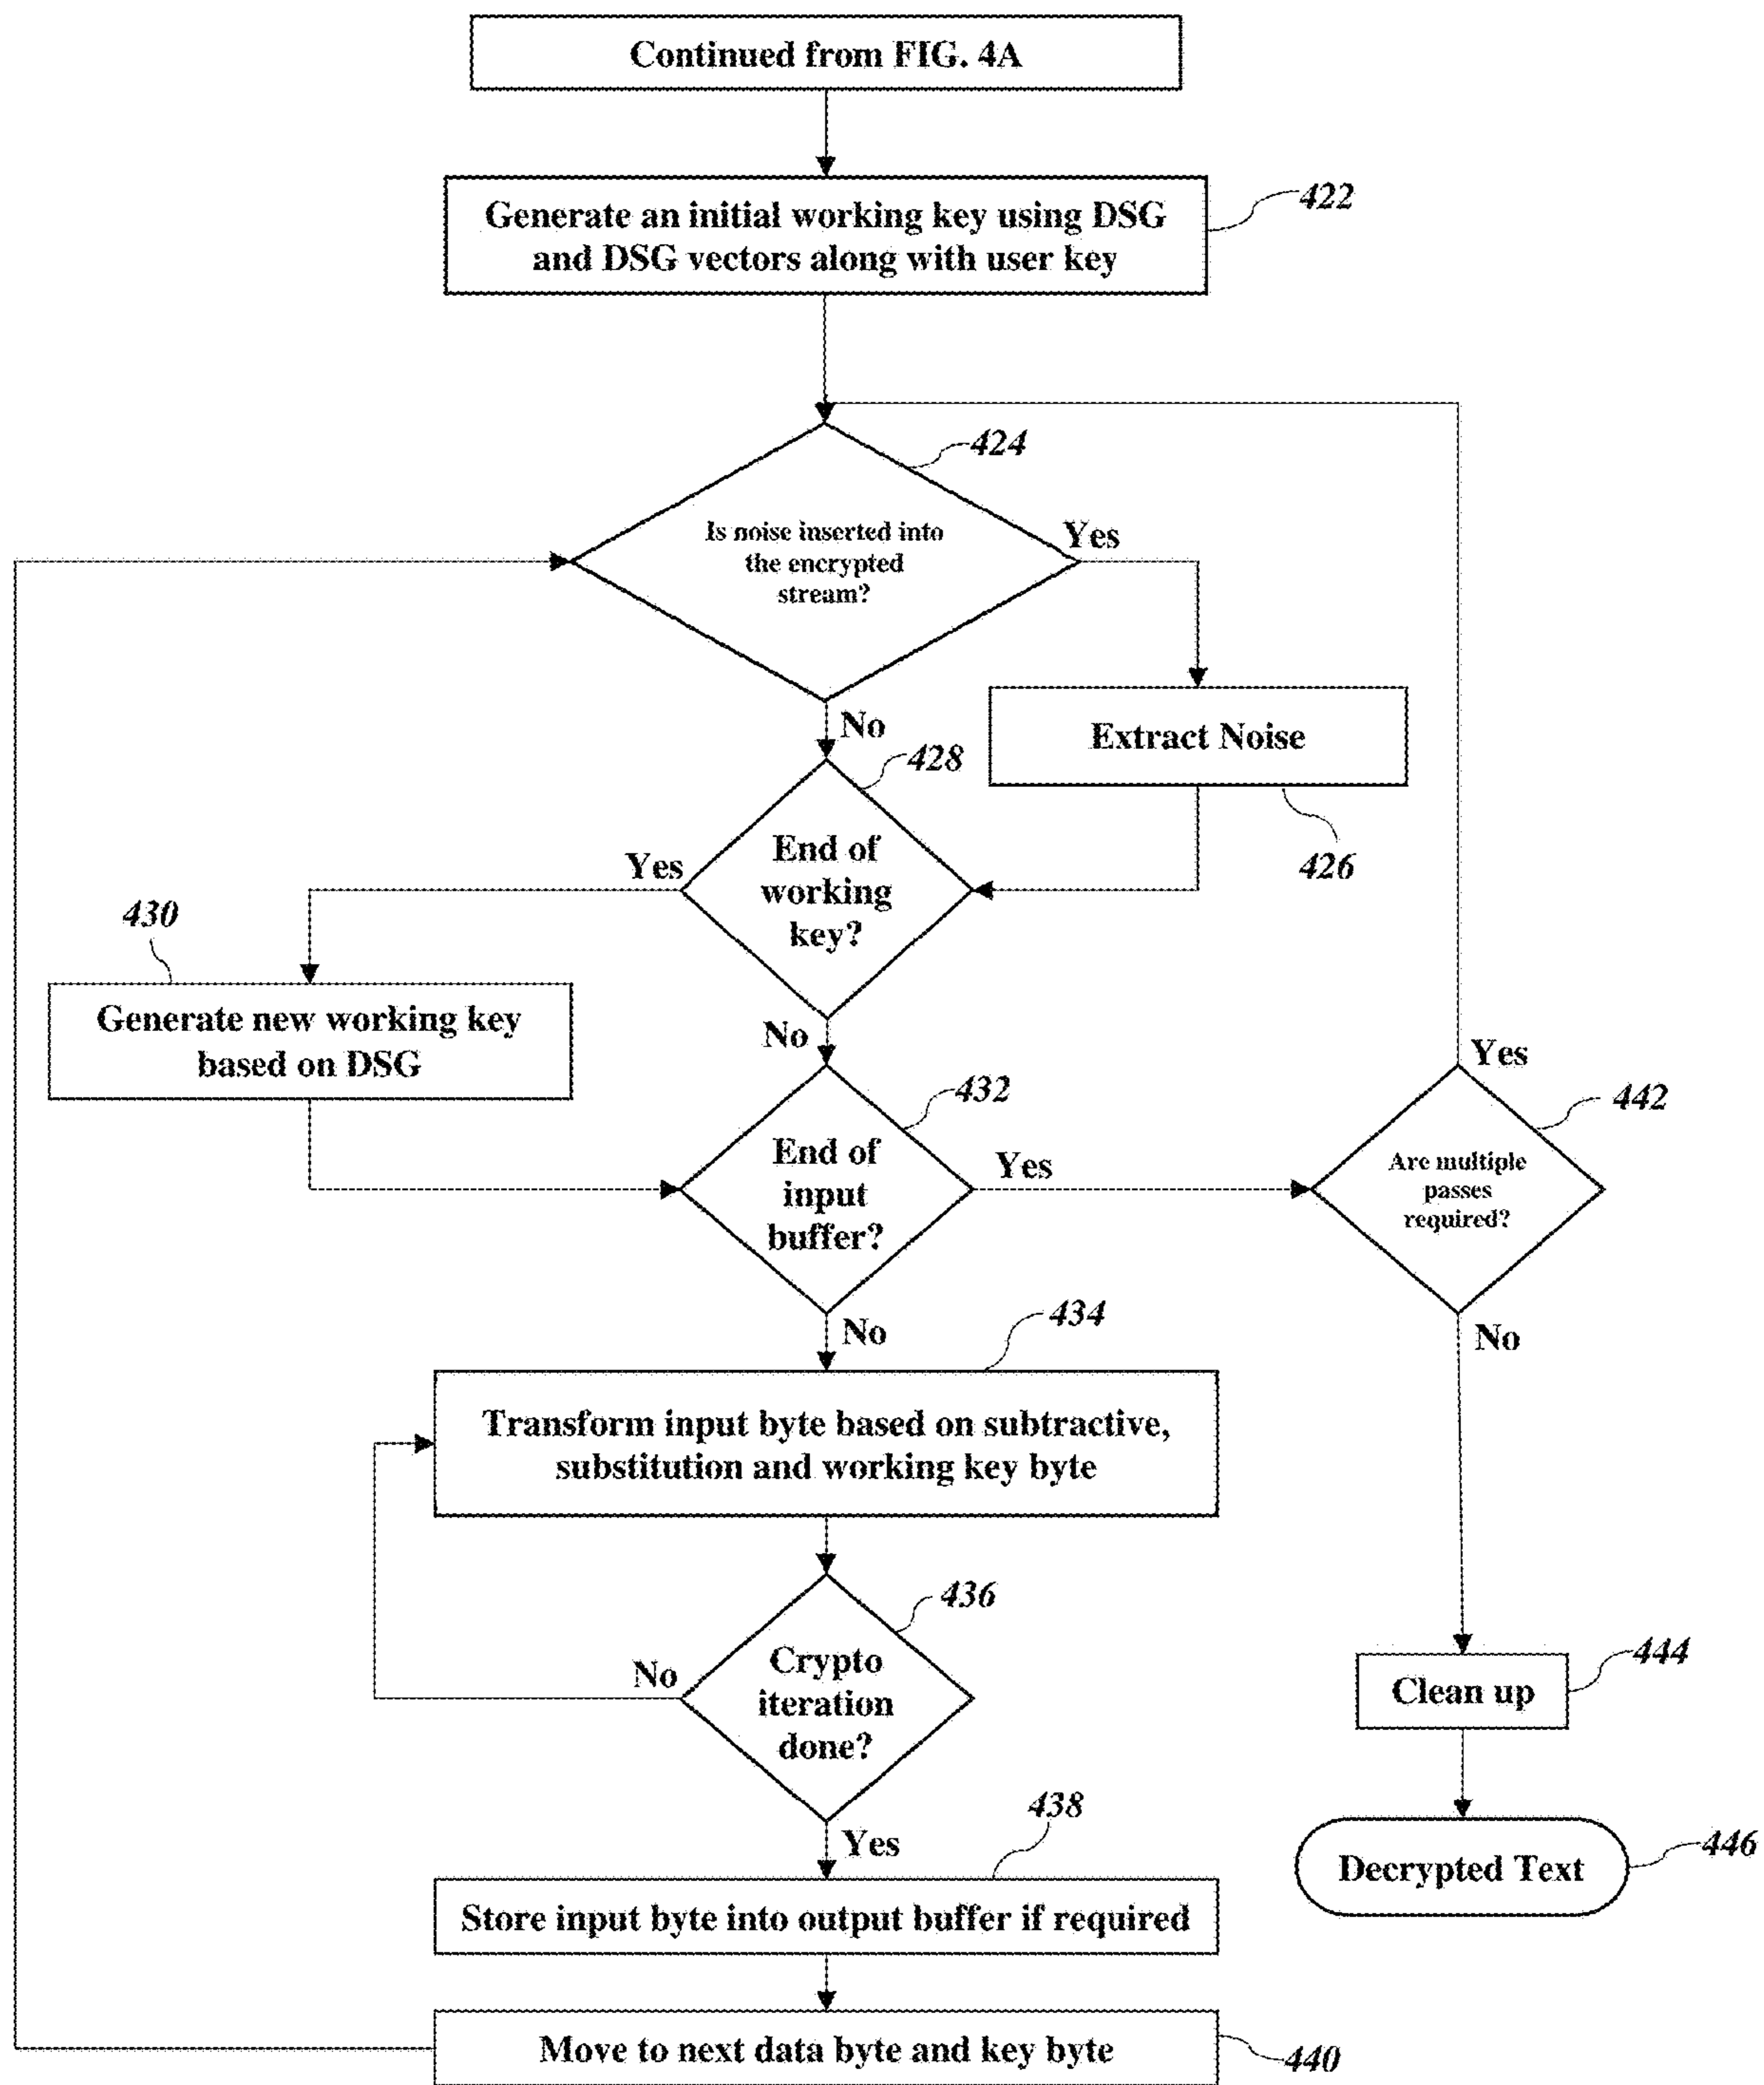 Continued from FIG. 4A
Generate an initial working key using DSG
and DSG vectors along with user key
422
424
Is noise inserted into
the encrypted
stream?
Yes
No
Extract Noise
426
428
End of
working
key?
Yes
No
430
Generate new working key
based on DSG
432
End of
input
buffer?
Yes
No
442
Are multiple
passes
required?
Yes
No
434
Transform input byte based on subtractive,
substitution and working key byte
436
Crypto
iteration
done?
No
Yes
444
Clean up
438
Store input byte into output buffer if required
446
Decrypted Text
Move to next data byte and key byte
440